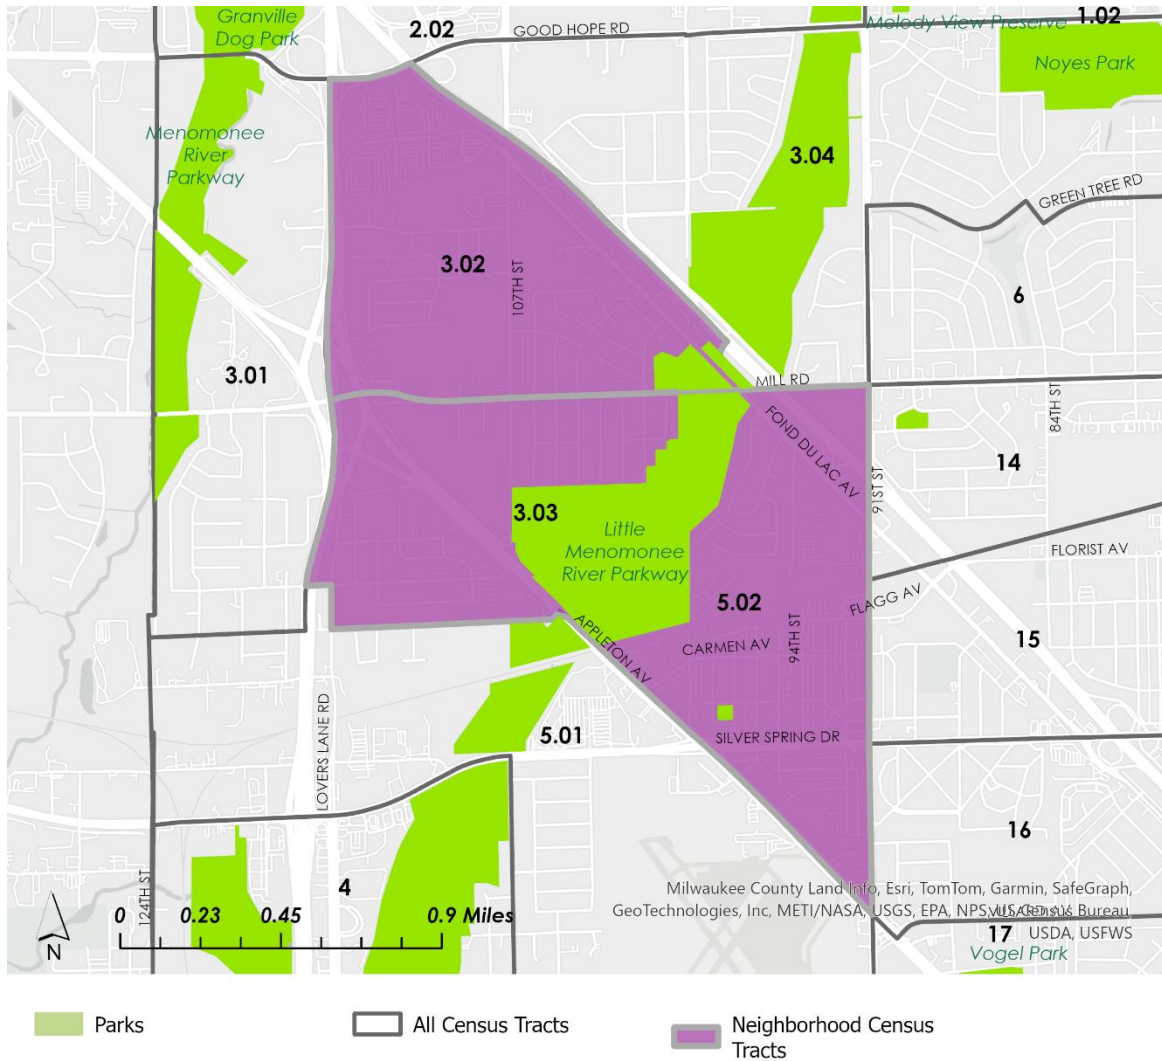 Granville
Dog Park
2.02
GOOD HOPE RD
Melody View Preserve
1.02
Noyes Park
Menomonee
River
Parkway
3.04
GREEN TREE RD
3.02
107TH ST
6
3.01
MILL RD
84TH ST
FOND DU LAC AV
14
91ST ST
3.03
Little
Menomonee
River Parkway
FLORIST AV
5.02
FLAGG AV
94TH ST
CARMEN AV
APPLETON AV
15
LOVERS LANE RD
5.01
SILVER SPRING DR
16
124TH ST
4
0 0.23 0.45 0.9 Miles
N
Milwaukee County Land Info, Esri, TomTom, Garmin, SafeGraph,
GeoTechnologies, Inc, METI/NASA, USGS, EPA, NPS, US Census Bureau,
USDA, USFWS
17
Vogel Park
Parks
All Census Tracts
Neighborhood Census
Tracts